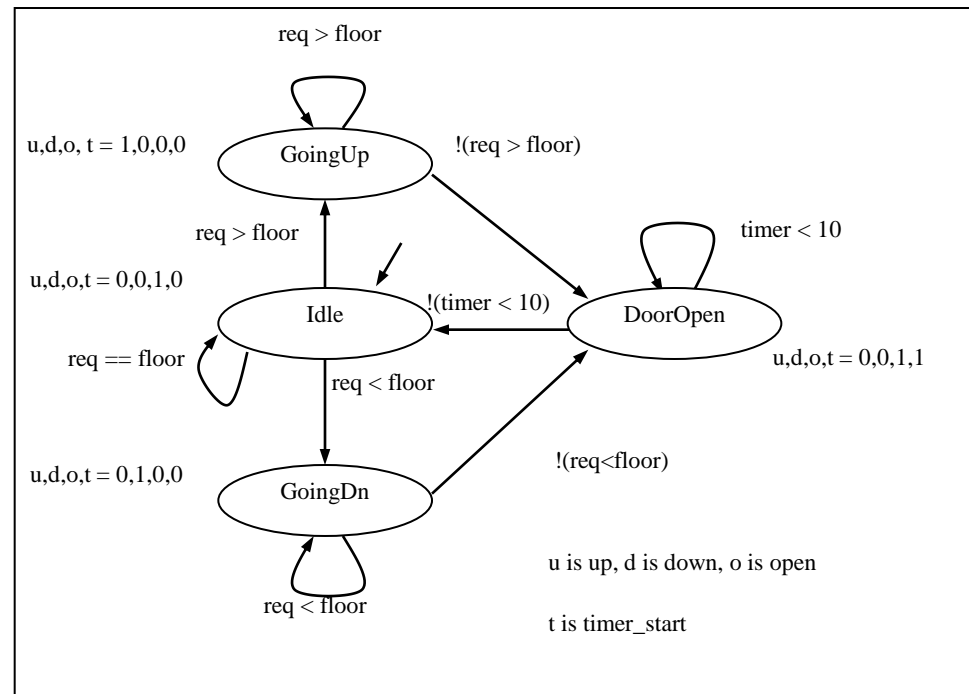 req > floor
u,d,o, t = 1,0,0,0
GoingUp
!(req > floor)
req > floor
timer < 10
u,d,o,t = 0,0,1,0
Idle
!(timer < 10)
DoorOpen
req == floor
u,d,o,t = 0,0,1,1
req < floor
u,d,o,t = 0,1,0,0
GoingDn
!(req<floor)
req < floor
u is up, d is down, o is open
t is timer_start